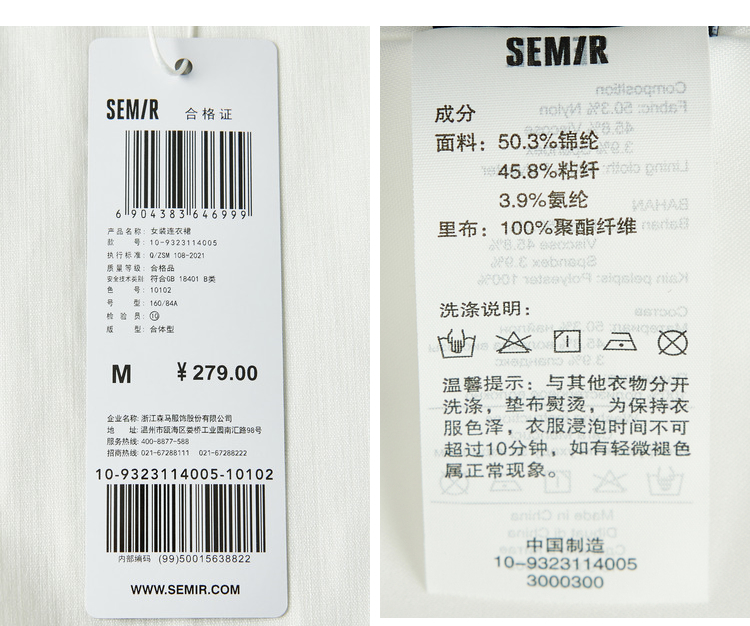 SEMIR 合格证
6 904383 646999
产品名称: 女装连衣裙
款 号: 10-9323114005
执行标准: Q/ZSM 108-2021
质量等级: 合格品
安全技术类别 符合GB 18401 B类
色 号: 10102
号 型: 160/84A
检 验 员: ⑩
版 型: 合体型
M ¥279.00
企业名称: 浙江森马服饰股份有限公司
地 址: 温州市瓯海区娄桥工业园南汇路98号
服务热线: 400-8877-588
招商热线: 021-67288111 021-67288222
10-9323114005-10102
内部编码 (99)50015638822
WWW.SEMIR.COM
SEMIR
成分
面料: 50.3%锦纶
45.8%粘纤
3.9%氨纶
里布: 100%聚酯纤维
洗涤说明:
温馨提示: 与其他衣物分开
洗涤, 垫布熨烫, 为保持衣
服色泽, 衣服浸泡时间不可
超过10分钟, 如有轻微褪色
属正常现象。
中国制造
10-9323114005
3000300